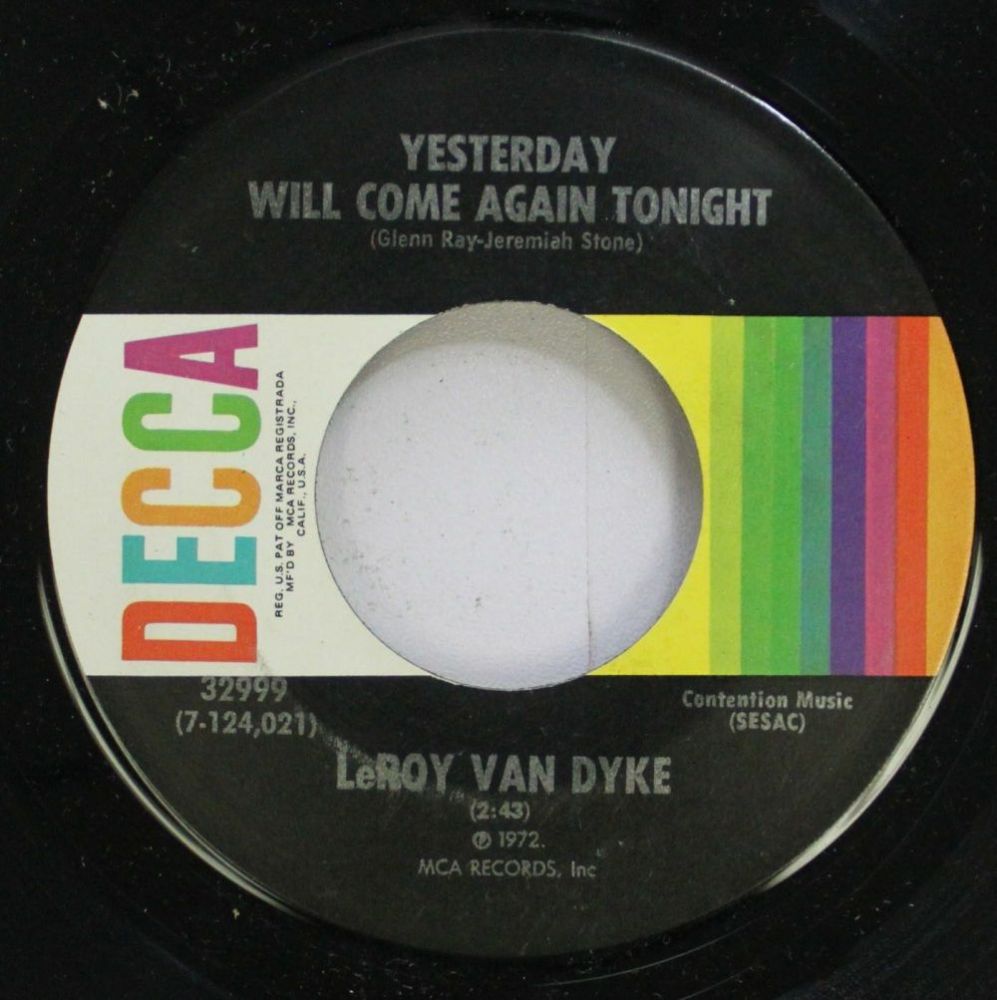 YESTERDAY
WILL COME AGAIN TONIGHT
(Glenn Ray-Jeremiah Stone)
DECCA
REG. U.S. PAT OFF MARCA REGISTRADA
MF'D BY MCA RECORDS, INC.,
CALIF., U.S.A.
32999
(7-124,021)
Contention Music
(SESAC)
LeROY VAN DYKE
(2:43)
℗ 1972.
MCA RECORDS, Inc